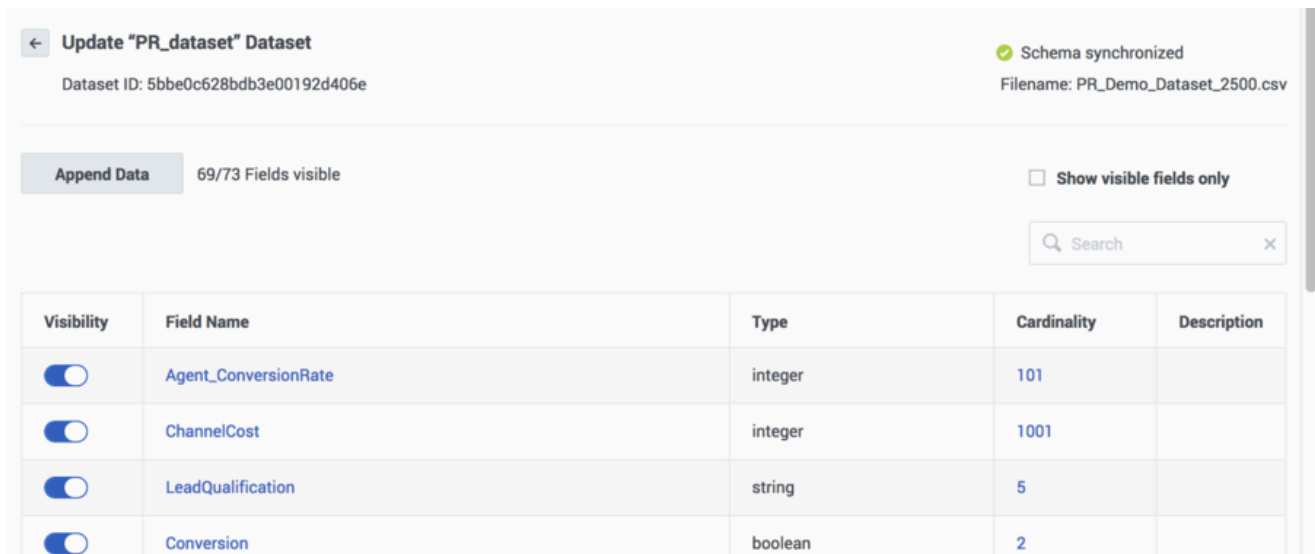 ← Update “PR_dataset” Dataset
Dataset ID: 5bbe0c628bdb3e00192d406e
Schema synchronized
Filename: PR_Demo_Dataset_2500.csv
Append Data 69/73 Fields visible
Show visible fields only
Search ×
Visibility Field Name Type Cardinality Description
Agent_ConversionRate integer 101
ChannelCost integer 1001
LeadQualification string 5
Conversion boolean 2